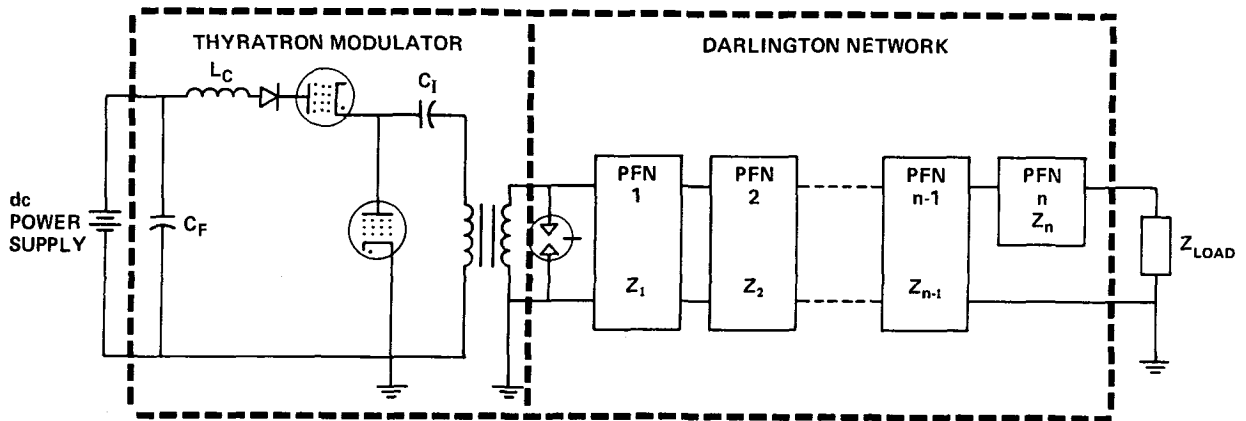 THYRATRON MODULATOR
DARLINGTON NETWORK
L_C
C_I
dc
POWER
SUPPLY
C_F
PFN
1
Z_1
PFN
2
Z_2
PFN
n-1
Z_n-1
PFN
n
Z_n
Z_LOAD